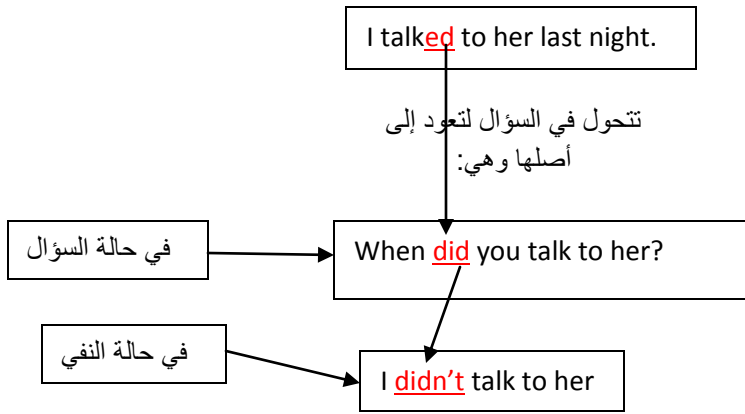 I talked to her last night.
تتحول في السؤال لتعود إلى
أصلها وهي:
في حالة السؤال
When did you talk to her?
في حالة النفي
I didn’t talk to her